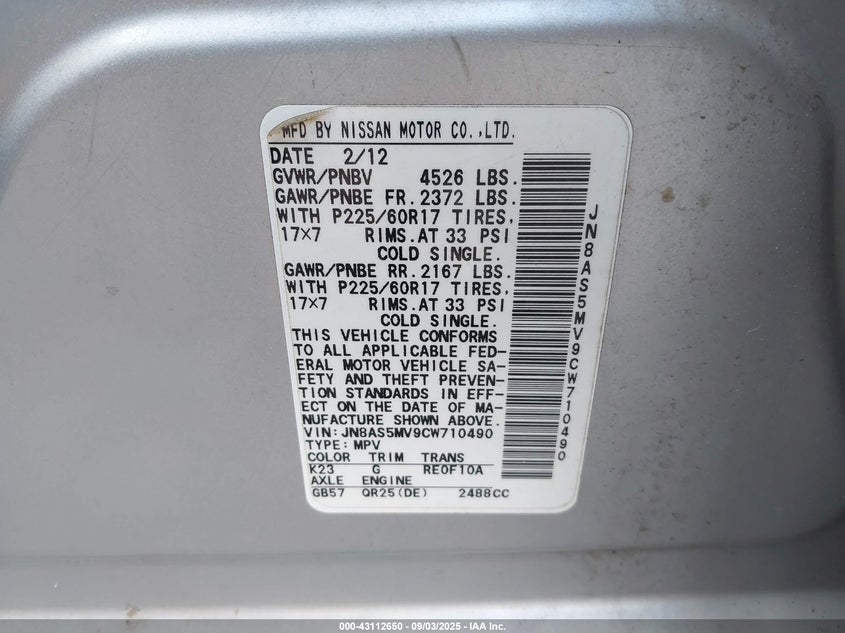 MFD BY NISSAN MOTOR CO.,LTD.
DATE 2/12
GVWR/PNBV 4526 LBS.
GAWR/PNBE FR. 2372 LBS.
WITH P225/60R17 TIRES,
17×7 RIMS. AT 33 PSI
COLD SINGLE.
GAWR/PNBE RR. 2167 LBS.
WITH P225/60R17 TIRES,
17×7 RIMS. AT 33 PSI
COLD SINGLE.
THIS VEHICLE CONFORMS
TO ALL APPLICABLE FED-
ERAL MOTOR VEHICLE SA-
FETY AND THEFT PREVEN-
TION STANDARDS IN EFF-
ECT ON THE DATE OF MA-
NUFACTURE SHOWN ABOVE.
VIN: JN8AS5MV9CW710490
TYPE: MPV
COLOR TRIM TRANS
K23 G RE0F10A
AXLE ENGINE
GB57 QR25(DE) 2488CC
JN8AS5MV9CW710490
000-43112650 - 09/03/2025 - IAA Inc.